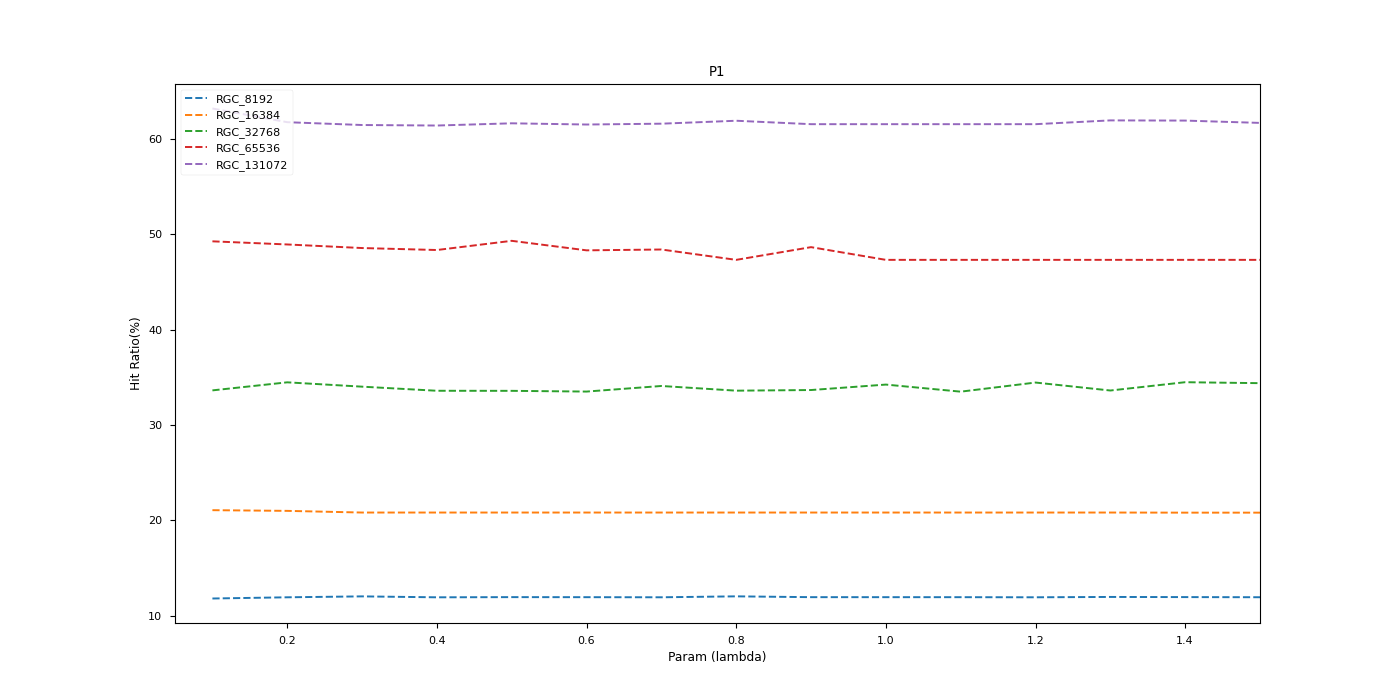 P1
RGC_8192
RGC_16384
RGC_32768
RGC_65536
RGC_131072
60
50
40
30
20
10
Hit Ratio(%)
0.2 0.4 0.6 0.8 1.0 1.2 1.4
Param (lambda)